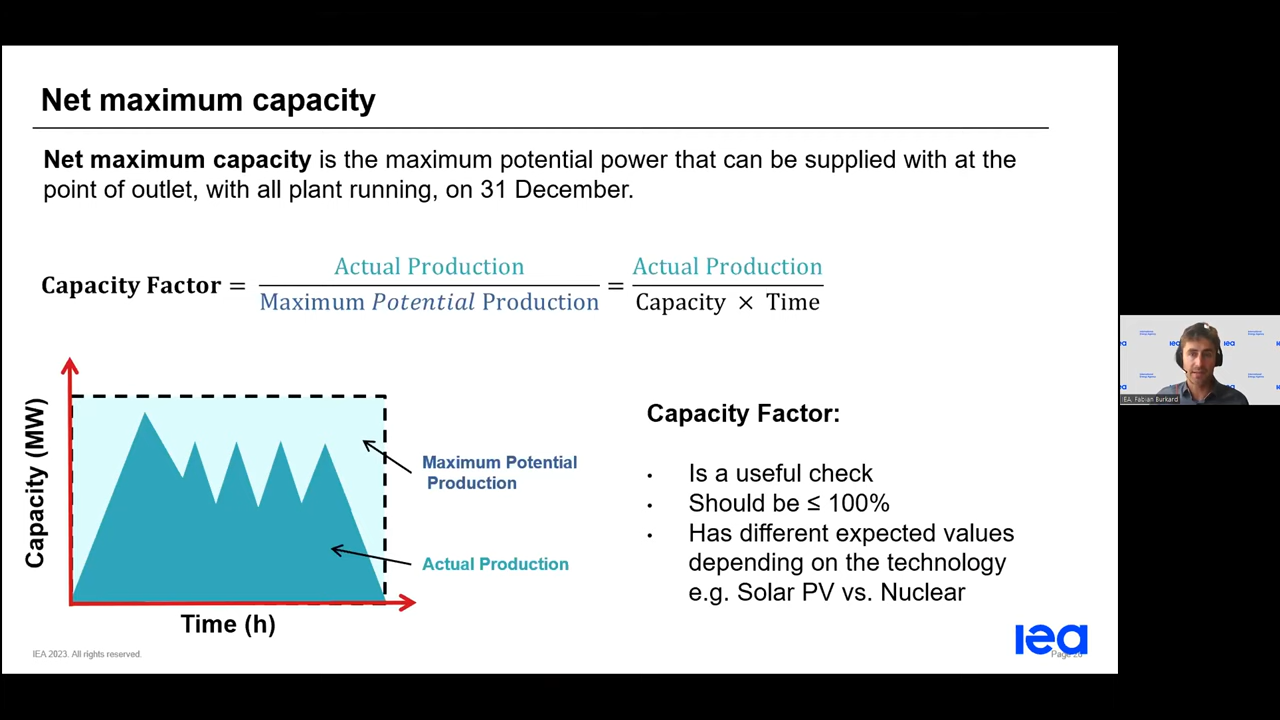 Net maximum capacity
Net maximum capacity is the maximum potential power that can be supplied with at the
point of outlet, with all plant running, on 31 December.
Capacity Factor = Actual Production / Maximum Potential Production = Actual Production / Capacity × Time
Capacity (MW)
Time (h)
Maximum Potential
Production
Actual Production
Capacity Factor:
· Is a useful check
· Should be ≤ 100%
· Has different expected values
depending on the technology
e.g. Solar PV vs. Nuclear
IEA 2023. All rights reserved.
iea
IEA: Fabian Burkard